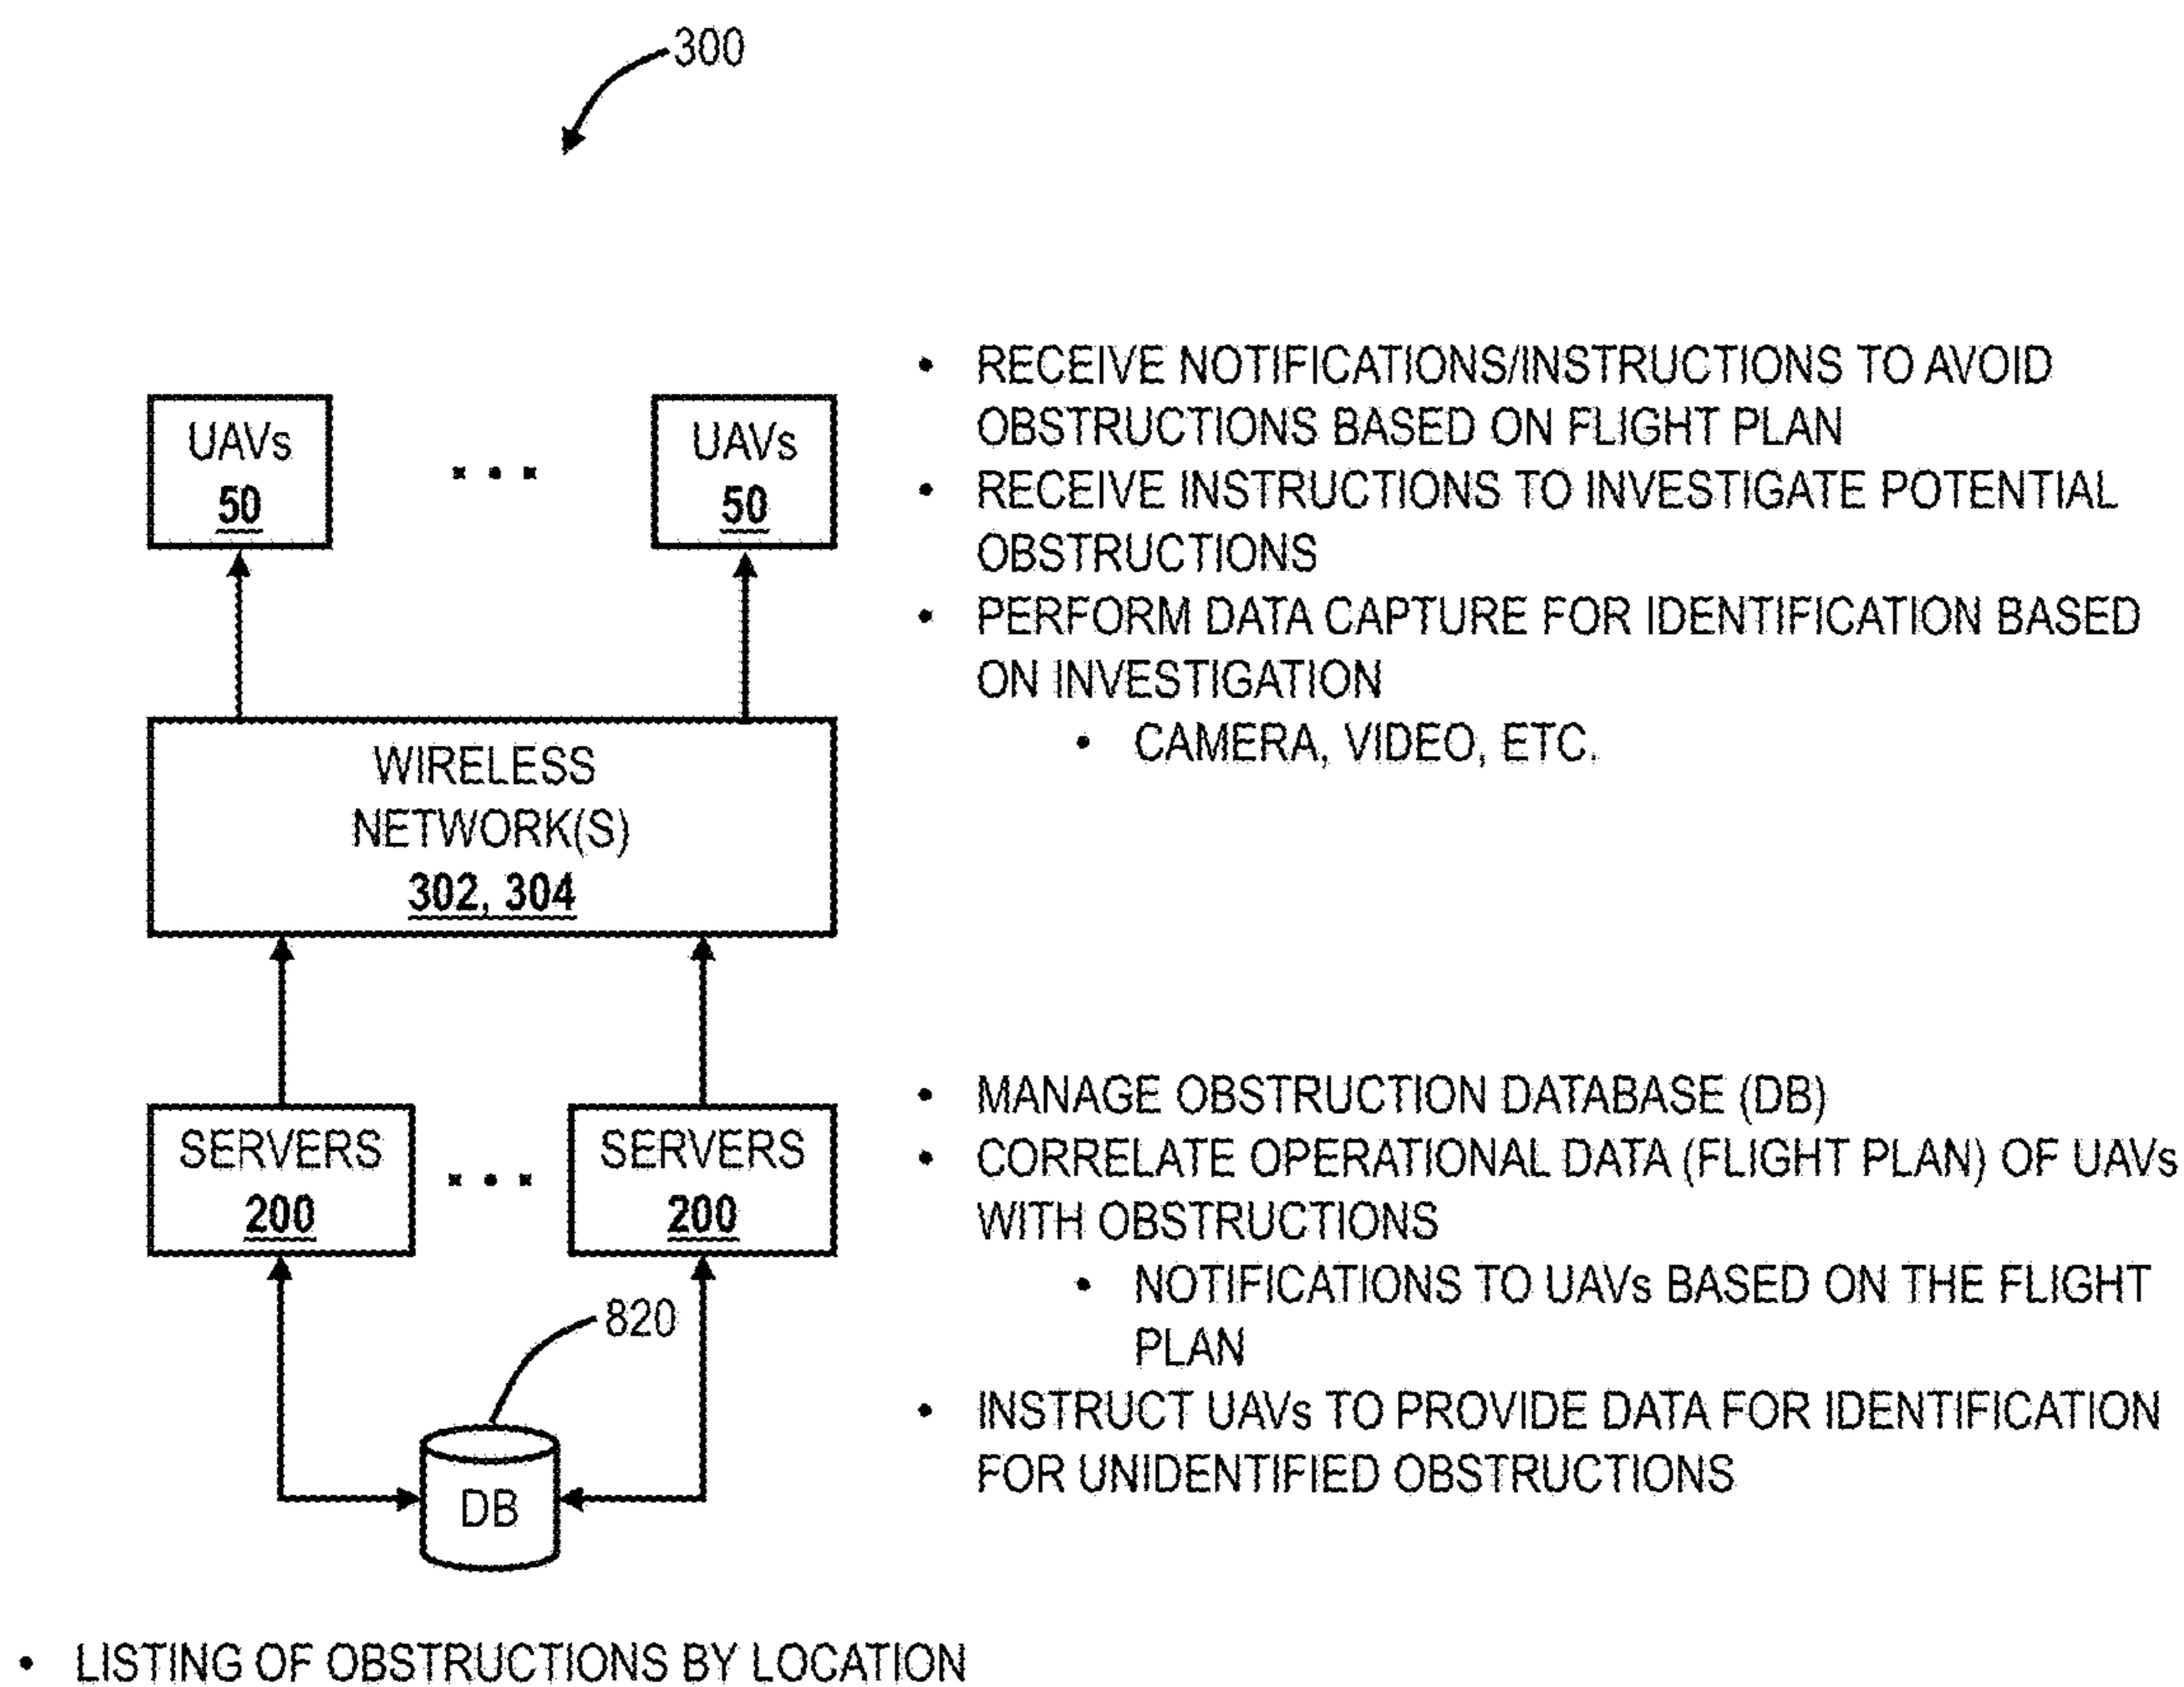 300
UAVs
50
. . .
UAVs
50
• RECEIVE NOTIFICATIONS/INSTRUCTIONS TO AVOID
OBSTRUCTIONS BASED ON FLIGHT PLAN
• RECEIVE INSTRUCTIONS TO INVESTIGATE POTENTIAL
OBSTRUCTIONS
• PERFORM DATA CAPTURE FOR IDENTIFICATION BASED
ON INVESTIGATION
• CAMERA, VIDEO, ETC.
WIRELESS
NETWORK(S)
302, 304
SERVERS
200
. . .
SERVERS
200
• MANAGE OBSTRUCTION DATABASE (DB)
• CORRELATE OPERATIONAL DATA (FLIGHT PLAN) OF UAVs
WITH OBSTRUCTIONS
• NOTIFICATIONS TO UAVs BASED ON THE FLIGHT
PLAN
• INSTRUCT UAVs TO PROVIDE DATA FOR IDENTIFICATION
FOR UNIDENTIFIED OBSTRUCTIONS
820
DB
• LISTING OF OBSTRUCTIONS BY LOCATION